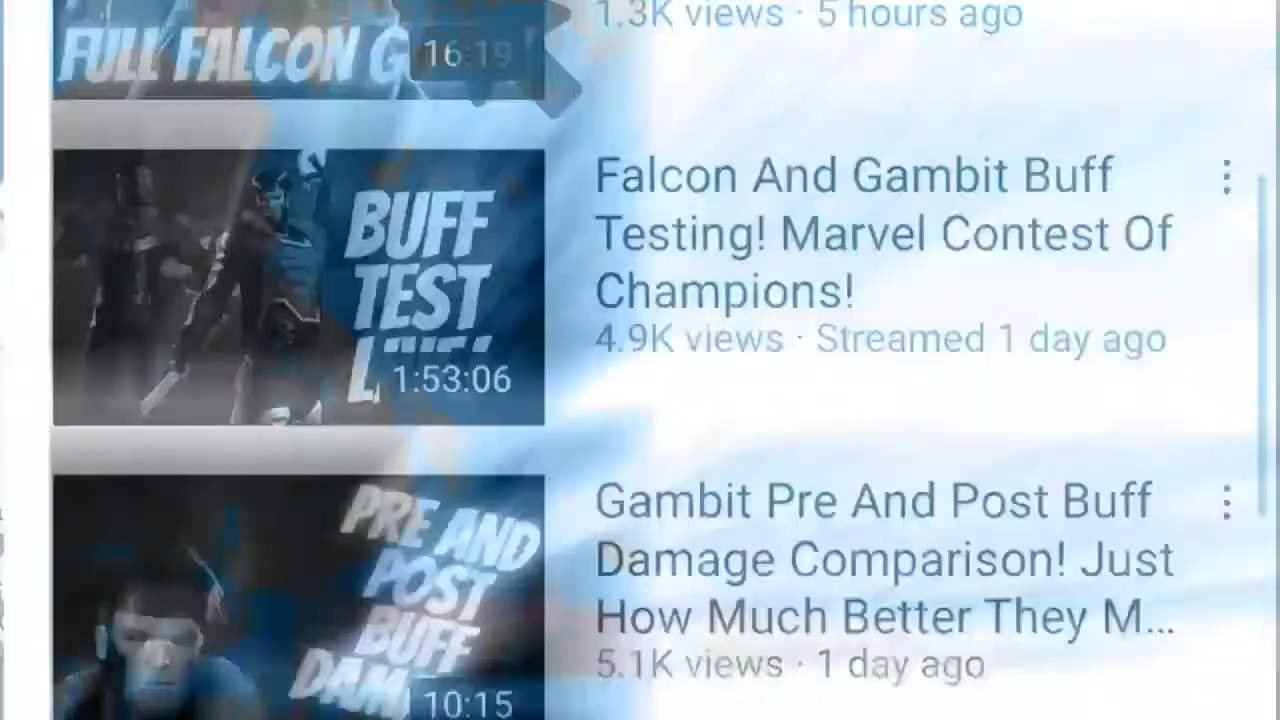 1.3K views · 5 hours ago
FULL FALCON G
16:19
Falcon And Gambit Buff
Testing! Marvel Contest Of
Champions!
4.9K views · Streamed 1 day ago
BUFF
TEST
1:53:06
Gambit Pre And Post Buff
Damage Comparison! Just
How Much Better They M...
5.1K views · 1 day ago
PRE AND
POST
BUFF
DAM
10:15